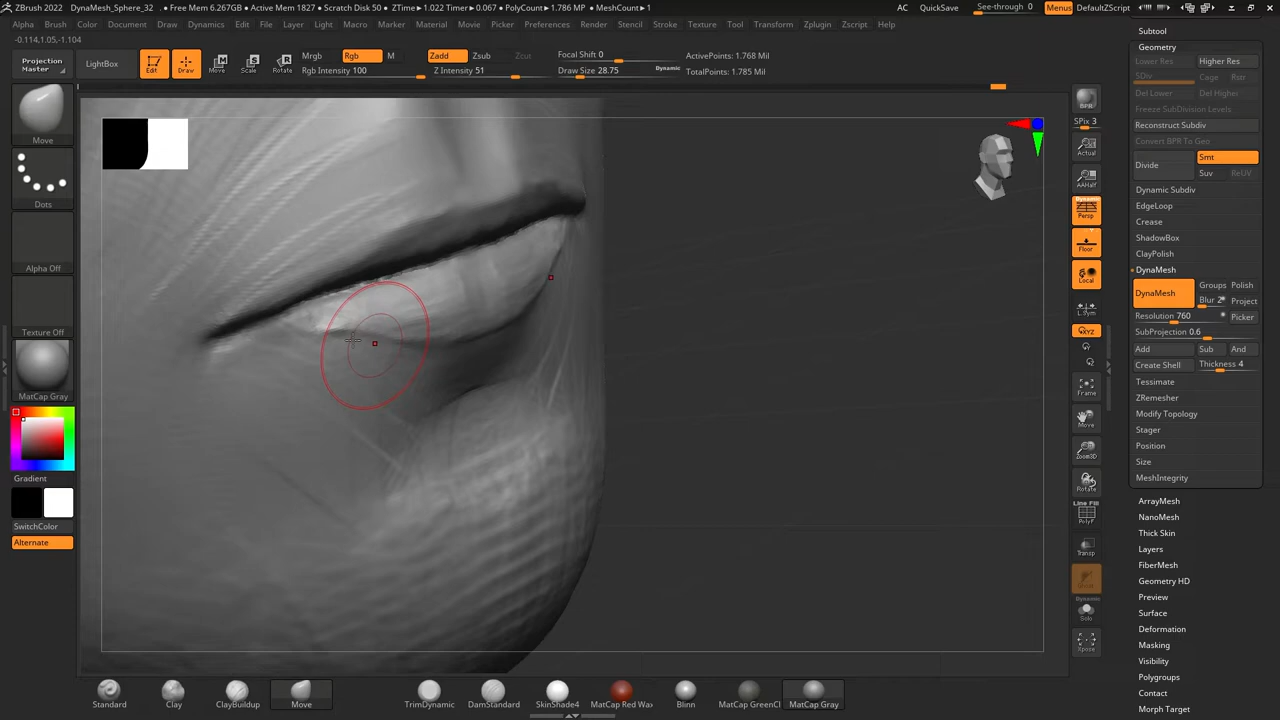 ZBrush 2022 DynaMesh_Sphere_32 • Free Mem 6.267GB • Active Mem 1827 • Scratch Disk 50 • ZTime ▸ 1.022 Timer ▸ 0.067 • PolyCount ▸ 1.786 MP • MeshCount ▸ 1 AC QuickSave See-through 0 Menus DefaultZScript
Alpha Brush Color Document Draw Dynamics Edit File Layer Light Macro Marker Material Movie Picker Preferences Render Stencil Stroke Texture Tool Transform Zplugin Zscript Help
-0.114,1.05,-1.104
Projection Master
LightBox
Edit
Draw
Move
Scale
Rotate
Mrgb Rgb M
Rgb Intensity 100
Zadd Zsub Zcut
Z Intensity 51
Focal Shift 0
Draw Size 28.75 Dynamic
ActivePoints: 1.768 Mil
TotalPoints: 1.785 Mil
Move
Dots
Alpha Off
Texture Off
MatCap Gray
Gradient
SwitchColor
Alternate
BPR
SPix 3
Actual
AAHalf
Dynamic
Persp
Floor
Local
L.Sym
XYZ
Frame
Move
Zoom3D
Rotate
Line Fill
PolyF
Transp
Dynamic
Solo
Xpose
Subtool
Geometry
Lower Res Higher Res
SDiv Cage Rstr
Del Lower Del Higher
Freeze SubDivision Levels
Reconstruct Subdiv
Convert BPR To Geo
Divide Smt
Suv ReUV
Dynamic Subdiv
EdgeLoop
Crease
ShadowBox
ClayPolish
DynaMesh
DynaMesh Groups Polish
Blur 2 Project
Resolution 760 Picker
SubProjection 0.6
Add Sub And
Create Shell Thickness 4
Tessimate
ZRemesher
Modify Topology
Stager
Position
Size
MeshIntegrity
ArrayMesh
NanoMesh
Thick Skin
Layers
FiberMesh
Geometry HD
Preview
Surface
Deformation
Masking
Visibility
Polygroups
Contact
Morph Target
Standard Clay ClayBuildup Move TrimDynamic DamStandard SkinShade4 MatCap Red Wax Blinn MatCap GreenCl MatCap Gray